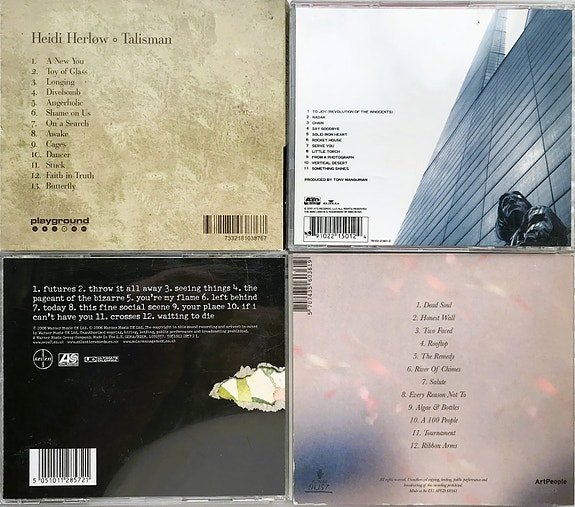 Heidi Herløw ∘ Talisman
1. A New You
2. Toy of Glass
3. Longing
4. Divebomb
5. Angerholic
6. Shame on Us
7. On a Search
8. Awake
9. Cages
10. Dancer
11. Stuck
12. Faith in Truth
13. Butterfly
playground
7332181038767
1 TO JOY (REVOLUTION OF THE INNOCENTS)
2 RADAR
3 CHAIN
4 SAY GOODBYE
5 SOLID IRON HEART
6 ROCKET HOUSE
7 SERVE YOU
8 LITTLE TORCH
9 FROM A PHOTOGRAPH
10 VERTICAL DESERT
11 SOMETHING SHINES
PRODUCED BY TONY MANGURIAN
1. futures 2. throw it all away 3. seeing things 4. the
pageant of the bizarre 5. you're my flame 6. left behind
7. today 8. this fine social scene 9. your place 10. if i
can't have you 11. crosses 12. waiting to die
5 051011 285721
5 707435 603619
1. Dead Soul
2. Honest Wall
3. Two Faced
4. Rooftop
5. The Remedy
6. River Of Chimes
7. Salute
8. Every Reason Not To
9. Algae & Bottles
10. A 100 People
11. Tournament
12. Ribbon Arms
ArtPeople